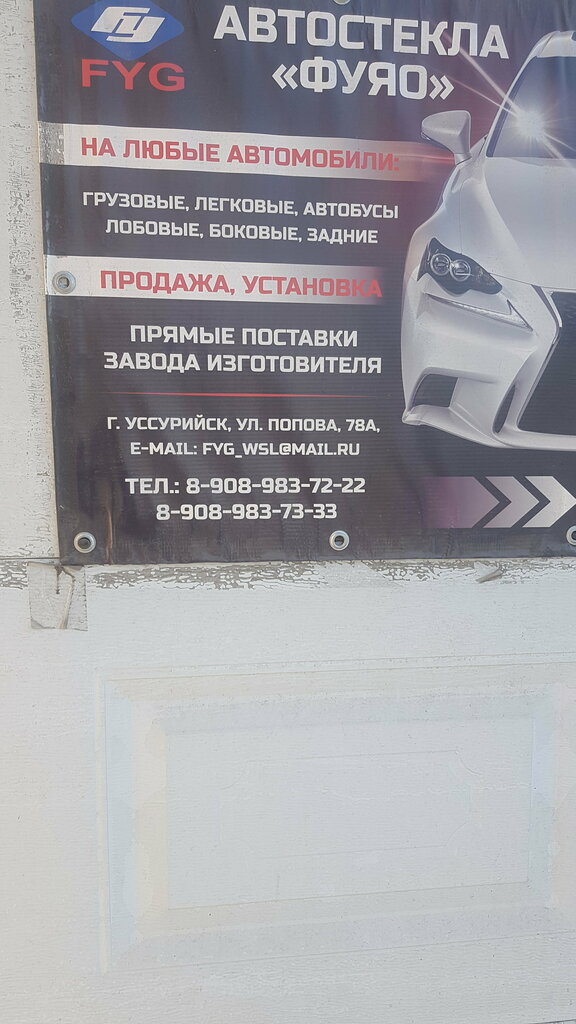 FYG
АВТОСТЕКЛА
«ФУЯО»
НА ЛЮБЫЕ АВТОМОБИЛИ:
ГРУЗОВЫЕ, ЛЕГКОВЫЕ, АВТОБУСЫ
ЛОБОВЫЕ, БОКОВЫЕ, ЗАДНИЕ
ПРОДАЖА, УСТАНОВКА
ПРЯМЫЕ ПОСТАВКИ
ЗАВОДА ИЗГОТОВИТЕЛЯ
Г. УССУРИЙСК, УЛ. ПОПОВА, 78А,
E-MAIL: FYG_WSL@MAIL.RU
ТЕЛ.: 8-908-983-72-22
8-908-983-73-33